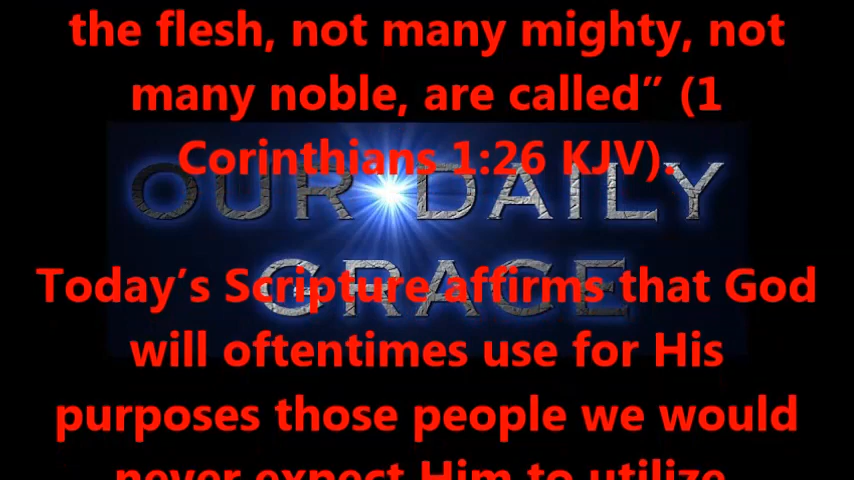 the flesh, not many mighty, not
many noble, are called” (1
Corinthians 1:26 KJV).
OUR DAILY
GRACE
Today’s Scripture affirms that God
will oftentimes use for His
purposes those people we would
never expect Him to utilize